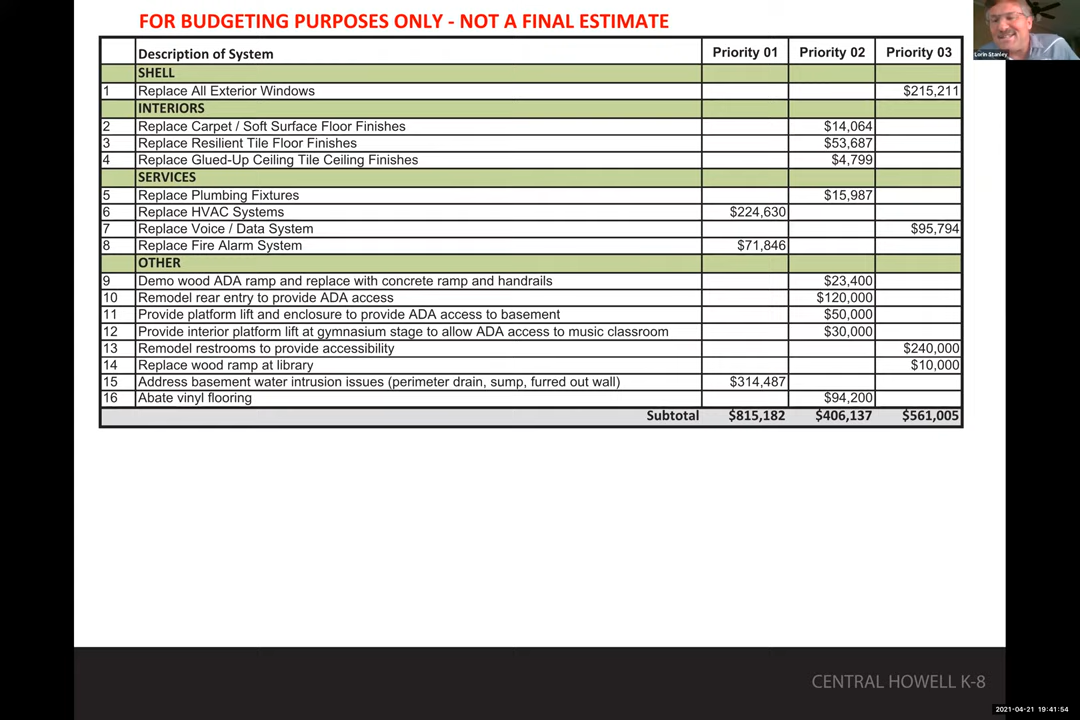 FOR BUDGETING PURPOSES ONLY - NOT A FINAL ESTIMATE
Description of System Priority 01 Priority 02 Priority 03
SHELL
1 Replace All Exterior Windows $215,211
INTERIORS
2 Replace Carpet / Soft Surface Floor Finishes $14,064
3 Replace Resilient Tile Floor Finishes $53,687
4 Replace Glued-Up Ceiling Tile Ceiling Finishes $4,799
SERVICES
5 Replace Plumbing Fixtures $15,987
6 Replace HVAC Systems $224,630
7 Replace Voice / Data System $95,794
8 Replace Fire Alarm System $71,846
OTHER
9 Demo wood ADA ramp and replace with concrete ramp and handrails $23,400
10 Remodel rear entry to provide ADA access $120,000
11 Provide platform lift and enclosure to provide ADA access to basement $50,000
12 Provide interior platform lift at gymnasium stage to allow ADA access to music classroom $30,000
13 Remodel restrooms to provide accessibility $240,000
14 Replace wood ramp at library $10,000
15 Address basement water intrusion issues (perimeter drain, sump, furred out wall) $314,487
16 Abate vinyl flooring $94,200
Subtotal $815,182 $406,137 $561,005
CENTRAL HOWELL K-8
Lorin Stanley
2021-04-21 19:41:54